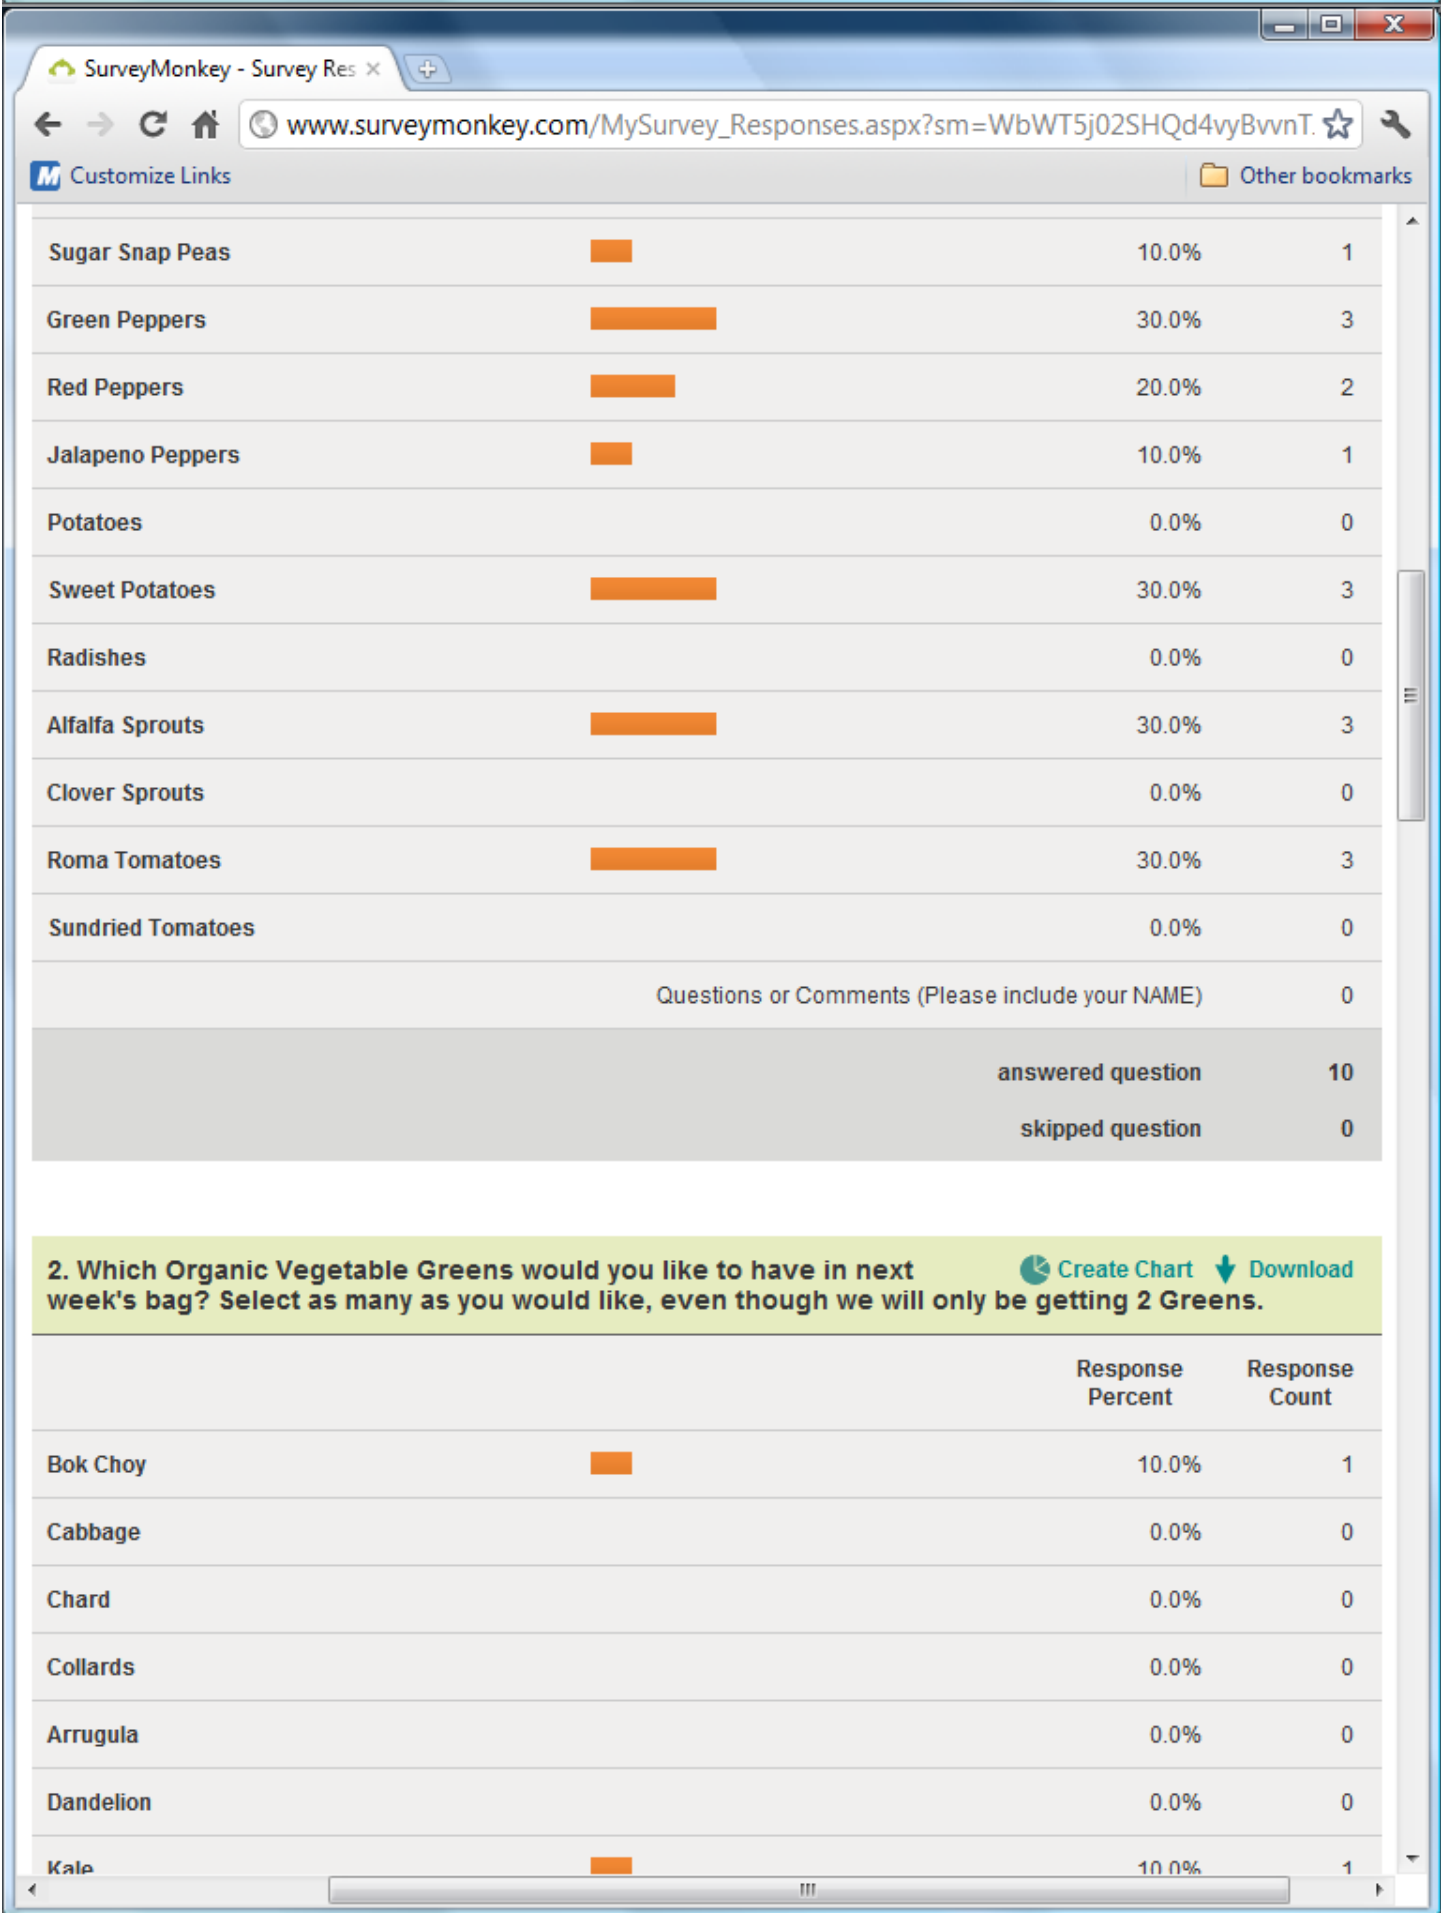 SurveyMonkey - Survey Res
www.surveymonkey.com/MySurvey_Responses.aspx?sm=WbWT5j02SHQd4vyBvvnT.
Customize Links Other bookmarks
Sugar Snap Peas 10.0% 1
Green Peppers 30.0% 3
Red Peppers 20.0% 2
Jalapeno Peppers 10.0% 1
Potatoes 0.0% 0
Sweet Potatoes 30.0% 3
Radishes 0.0% 0
Alfalfa Sprouts 30.0% 3
Clover Sprouts 0.0% 0
Roma Tomatoes 30.0% 3
Sundried Tomatoes 0.0% 0
Questions or Comments (Please include your NAME) 0
answered question 10
skipped question 0
2. Which Organic Vegetable Greens would you like to have in next Create Chart Download
week's bag? Select as many as you would like, even though we will only be getting 2 Greens.
Response Response
Percent Count
Bok Choy 10.0% 1
Cabbage 0.0% 0
Chard 0.0% 0
Collards 0.0% 0
Arrugula 0.0% 0
Dandelion 0.0% 0
Kale 10.0% 1